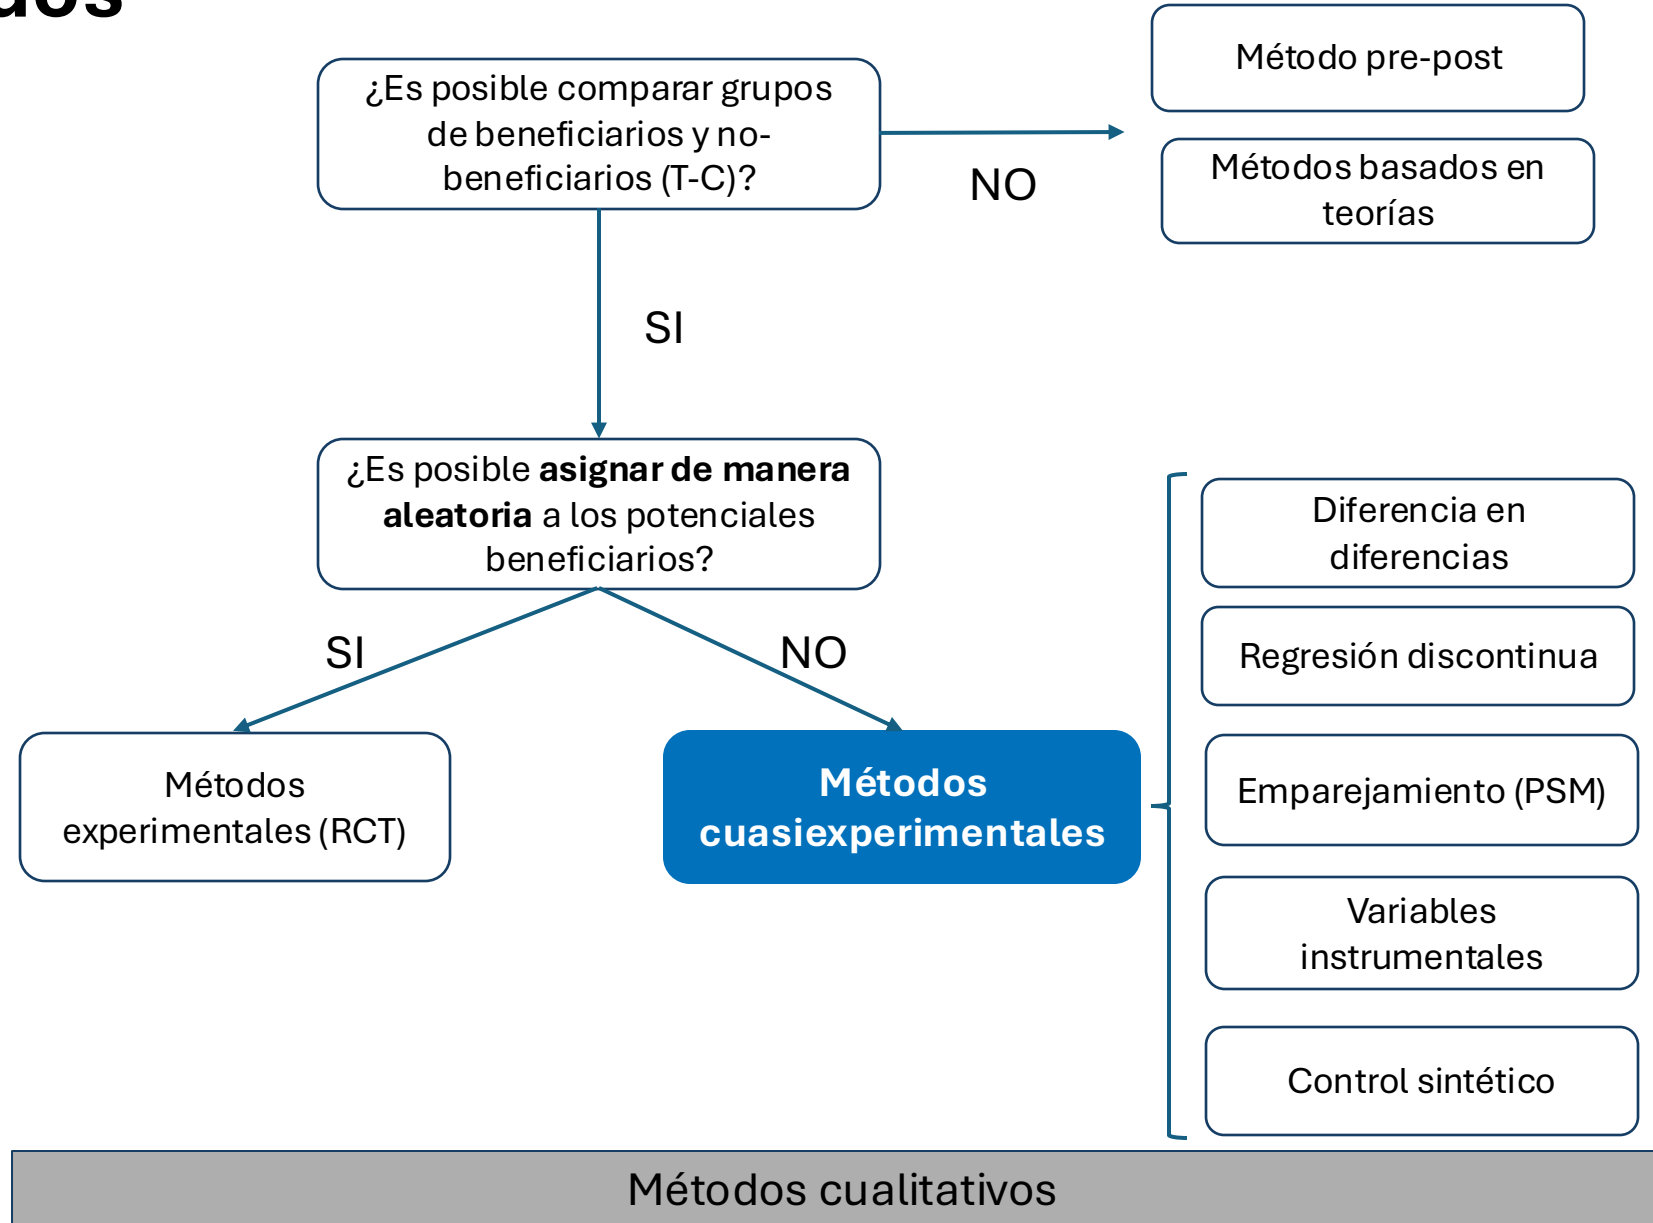 ¿Es posible comparar grupos
de beneficiarios y no-
beneficiarios (T-C)?
NO
Método pre-post
Métodos basados en
teorías
SI
¿Es posible asignar de manera
aleatoria a los potenciales
beneficiarios?
SI
NO
Métodos
experimentales (RCT)
Métodos
cuasiexperimentales
Diferencia en
diferencias
Regresión discontinua
Emparejamiento (PSM)
Variables
instrumentales
Control sintético
Métodos cualitativos